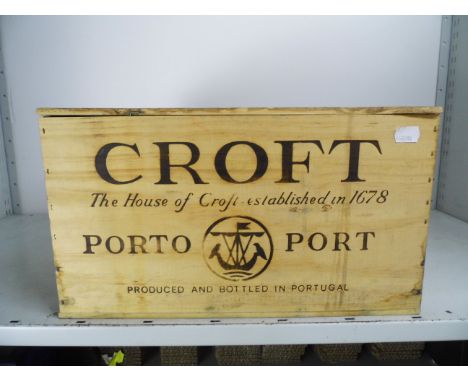 CROFT
The House of Croft established in 1678
PORTO PORT
PRODUCED AND BOTTLED IN PORTUGAL